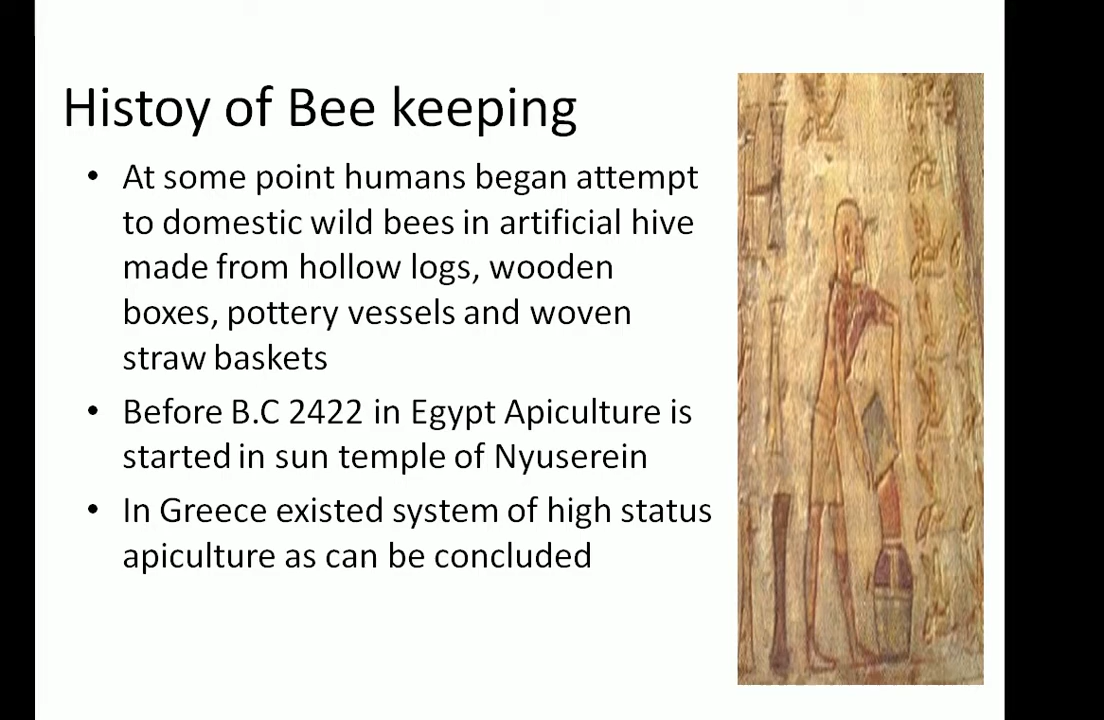 Histoy of Bee keeping
• At some point humans began attempt
to domestic wild bees in artificial hive
made from hollow logs, wooden
boxes, pottery vessels and woven
straw baskets
• Before B.C 2422 in Egypt Apiculture is
started in sun temple of Nyuserein
• In Greece existed system of high status
apiculture as can be concluded